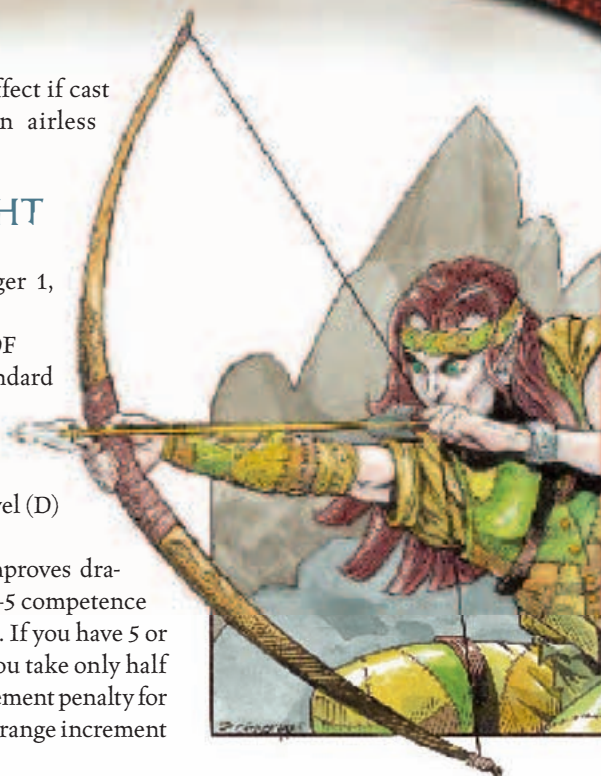 ffect if cast
n airless
HT
ger 1,
OF
ndard
vel (D)
nproves dra-
-5 competence
. If you have 5 or
ou take only half
ement penalty for
range increment